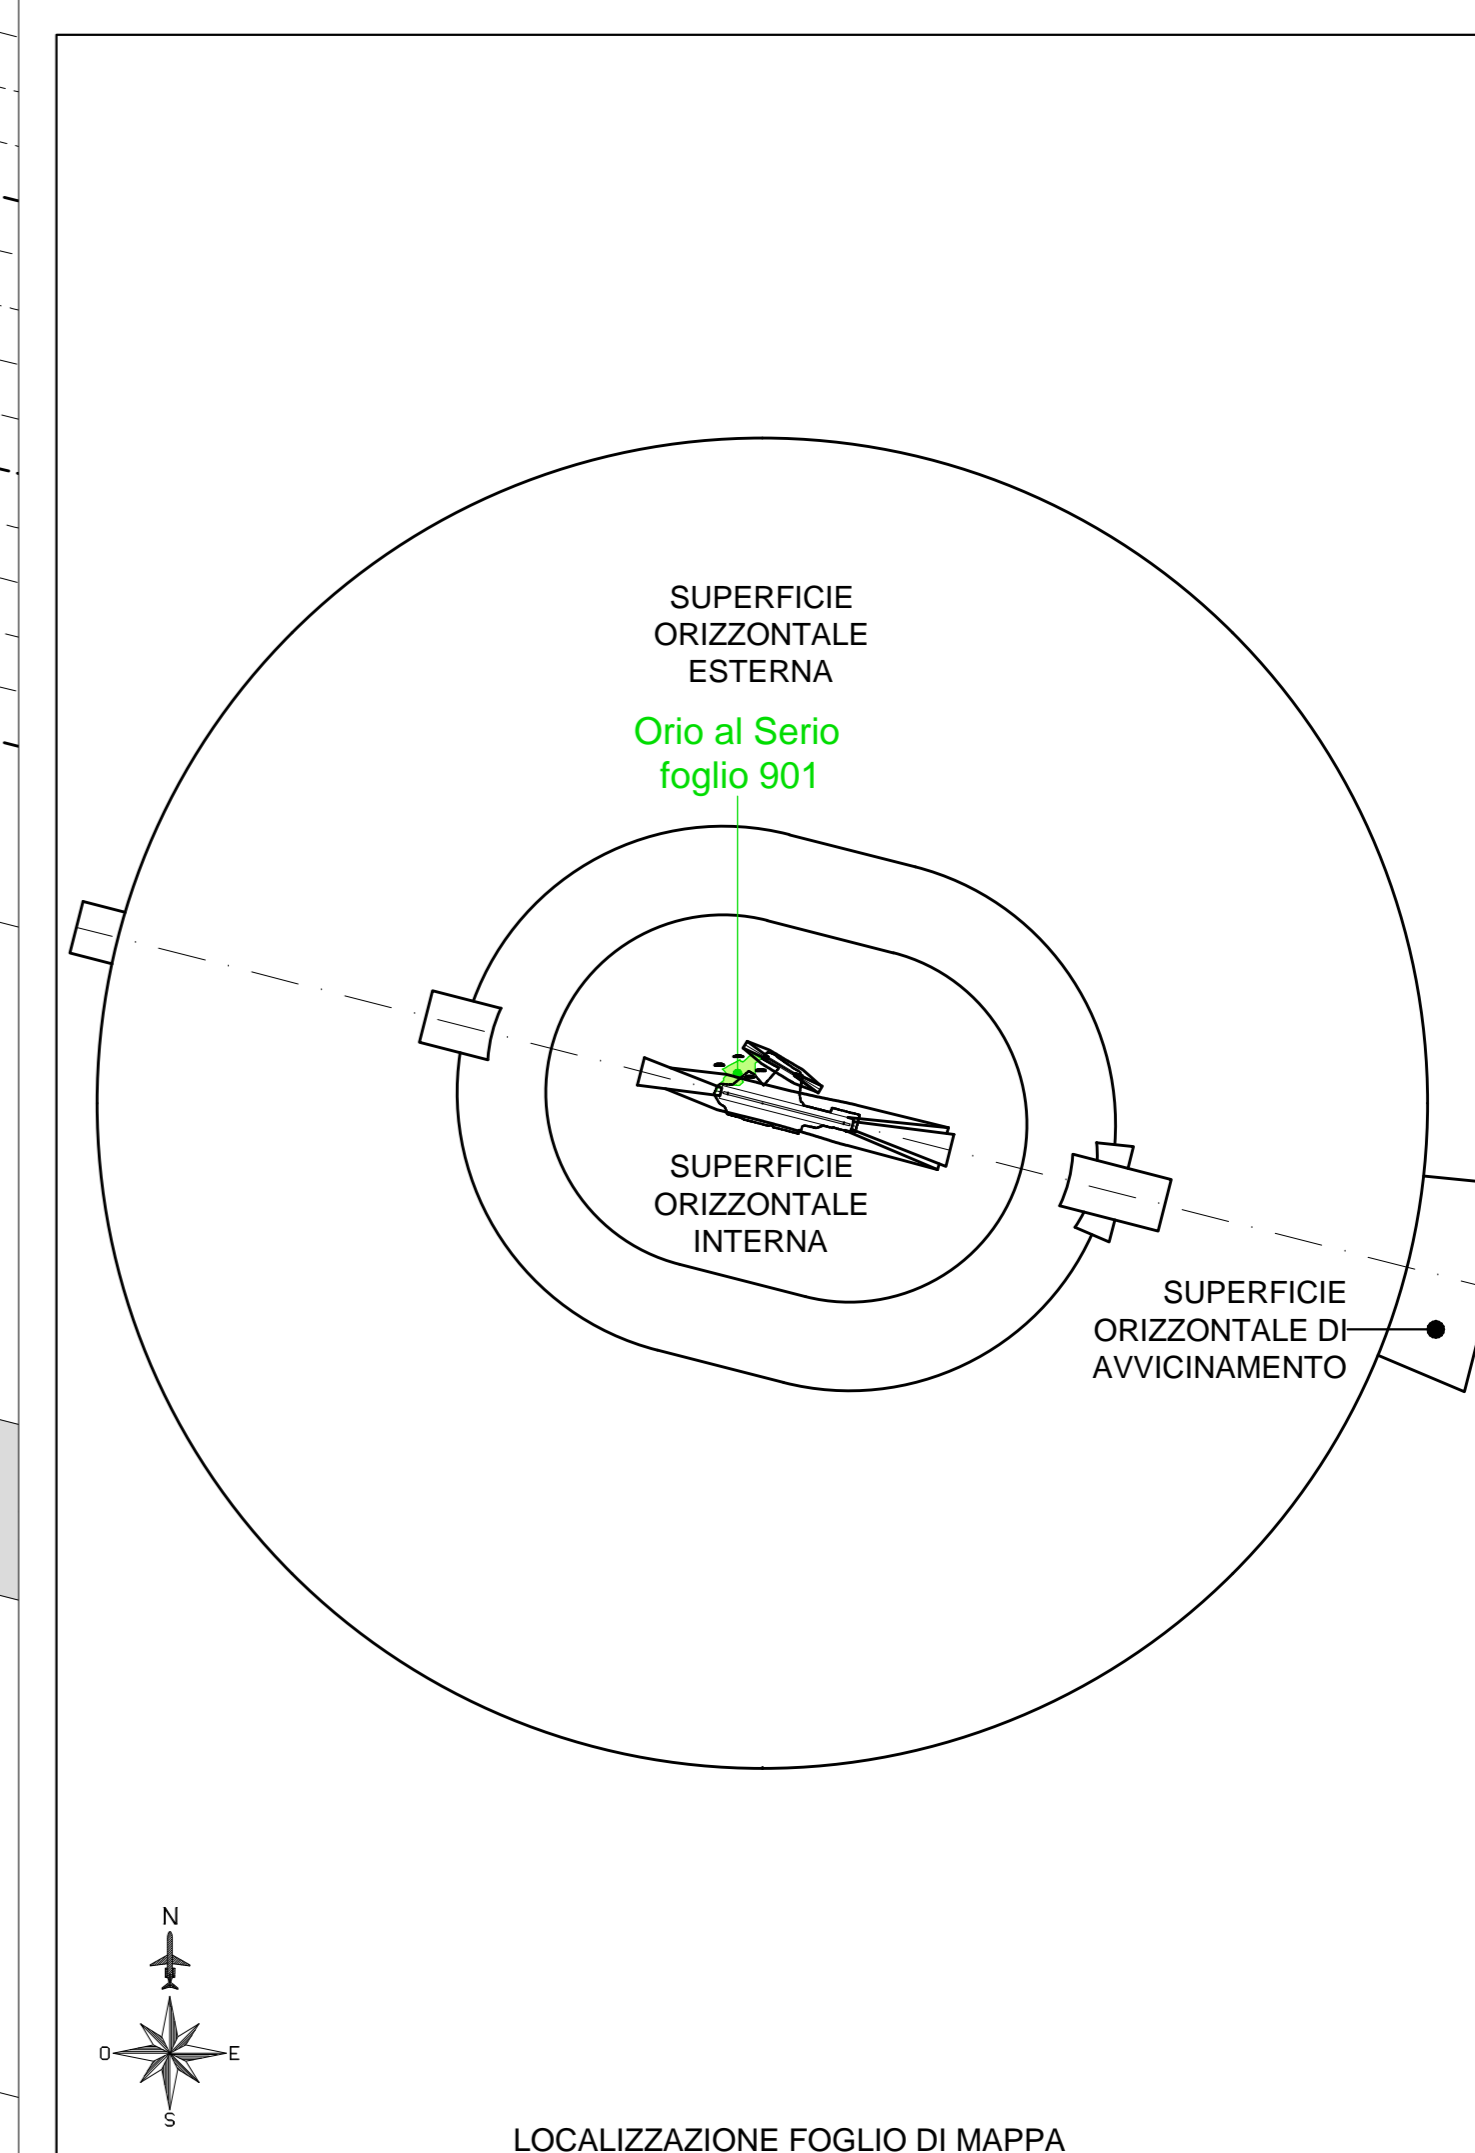 SUPERFICIE
ORIZZONTALE
ESTERNA
Orio al Serio
foglio 901
SUPERFICIE
ORIZZONTALE
INTERNA
SUPERFICIE
ORIZZONTALE DI
AVVICINAMENTO
N
O
E
S
LOCALIZZAZIONE FOGLIO DI MAPPA